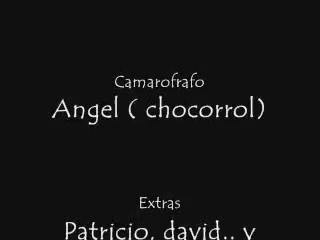 Camarofrafo
Angel ( chocorrol)
Extras
Patricio, david.. y